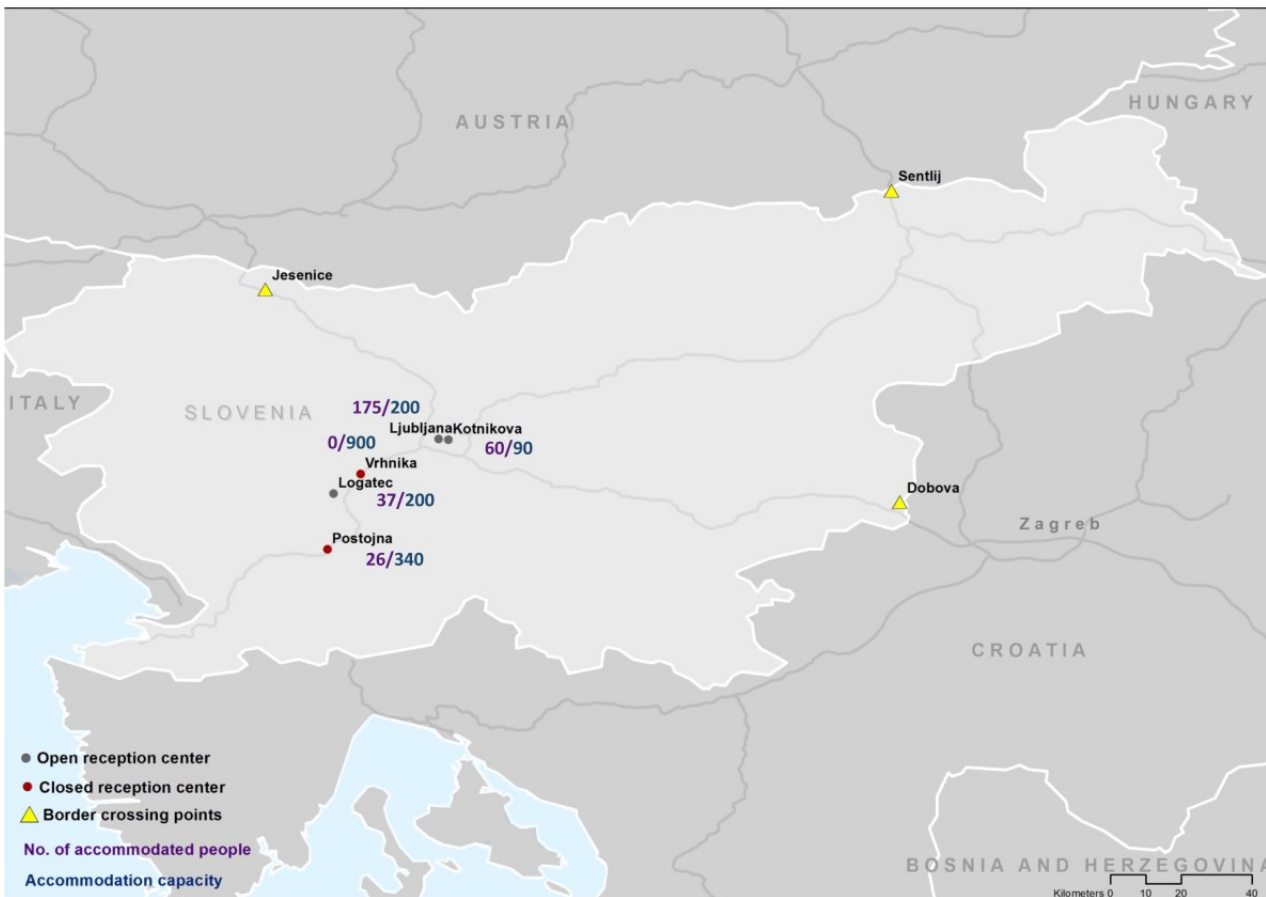 HUNGARY
AUSTRIA
Sentlij
Jesenice
ITALY
SLOVENIA
175/200
Ljubljana
Kotnikova
0/900
60/90
Vrhnika
Logatec
37/200
Dobova
Zagreb
Postojna
26/340
CROATIA
Open reception center
Closed reception center
Border crossing points
No. of accommodated people
Accommodation capacity
BOSNIA AND HERZEGOVINA
Kilometers 0 10 20 40